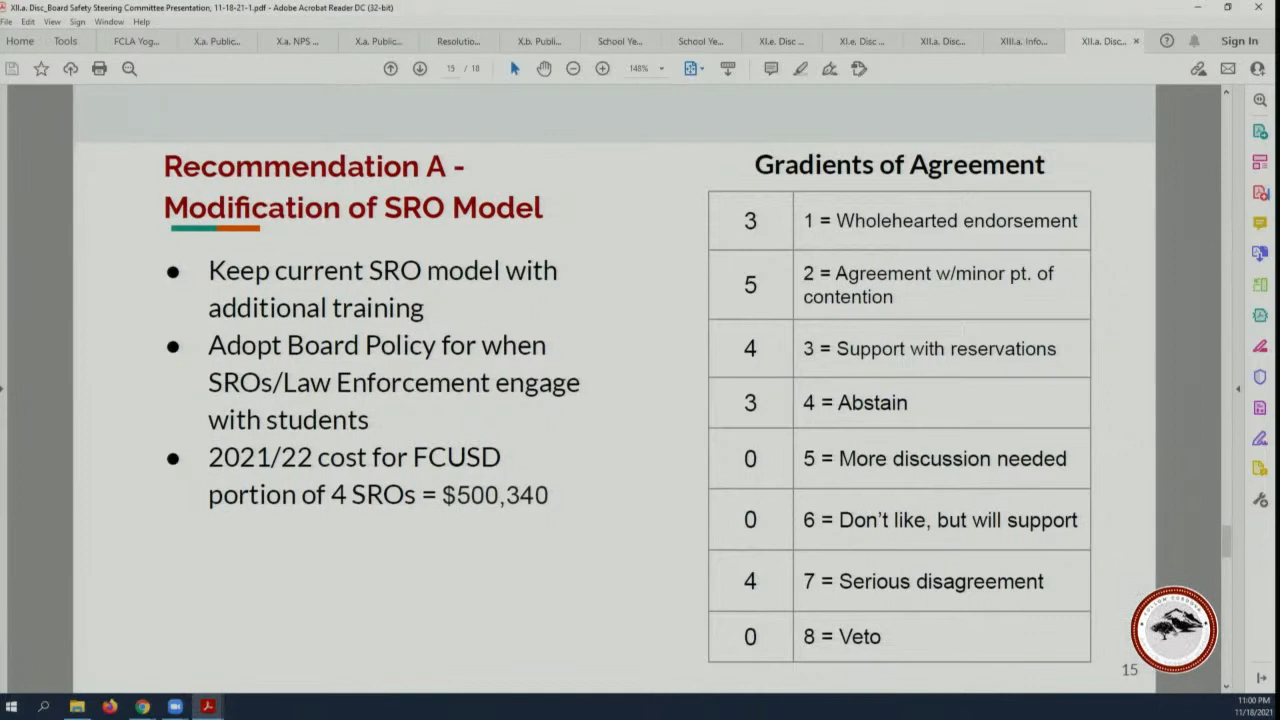 XII.a. Disc_Board Safety Steering Committee Presentation, 11-18-21-1.pdf - Adobe Acrobat Reader DC (32-bit)
File Edit View Sign Window Help
Home Tools FCLA Yog... X.a. Public... X.a. NPS ... X.a. Public... Resolutio... X.b. Publi... School Ye... School Ye... XI.e. Disc ... XI.e. Disc ... XII.a. Disc... XIII.a. Info... XII.a. Disc... × Sign In
15 / 18 148%
Recommendation A -
Modification of SRO Model
● Keep current SRO model with
additional training
● Adopt Board Policy for when
SROs/Law Enforcement engage
with students
● 2021/22 cost for FCUSD
portion of 4 SROs = $500,340
Gradients of Agreement
3 1 = Wholehearted endorsement
5 2 = Agreement w/minor pt. of
contention
4 3 = Support with reservations
3 4 = Abstain
0 5 = More discussion needed
0 6 = Don't like, but will support
4 7 = Serious disagreement
0 8 = Veto
15
11:00 PM
11/18/2021